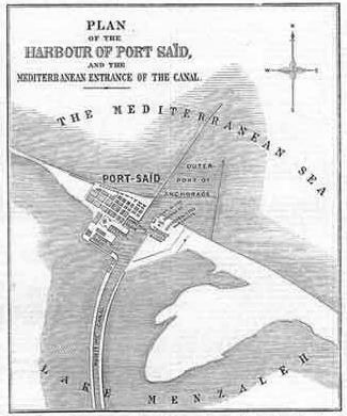 PLAN
OF THE
HARBOUR OF PORT SAÏD,
AND THE
MEDITERRANEAN ENTRANCE OF THE CANAL.
N
W E
S
THE MEDITERRANEAN SEA
OUTER
PORT OF
ANCHORAGE
PORT-SAÏD
LAKE MENZALEH